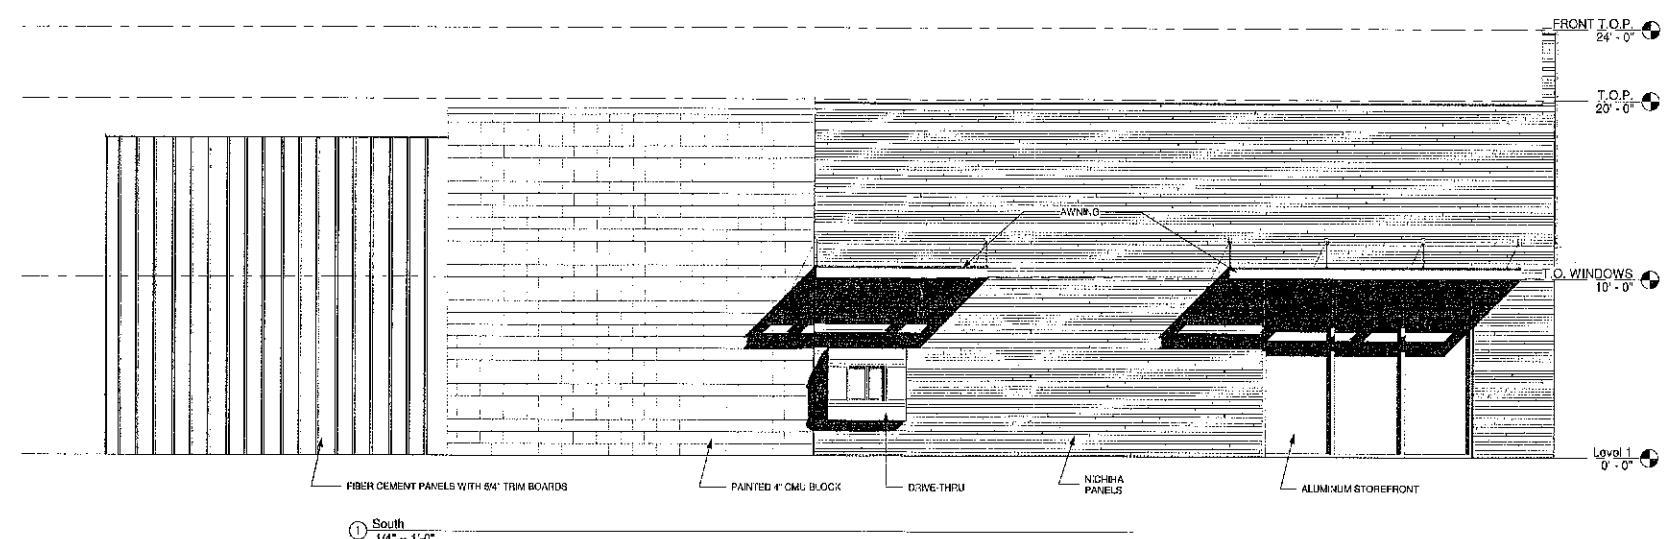 FRONT T.O.P.
24' - 0"
T.O.P.
20' - 0"
AWNING
T.O. WINDOWS
10' - 0"
Level 1
0' - 0"
FIBER CEMENT PANELS WITH 5/4" TRIM BOARDS
PAINTED 4" CMU BLOCK
DRIVE-THRU
NICHIHA
PANELS
ALUMINUM STOREFRONT
1
South
1/4" = 1'-0"